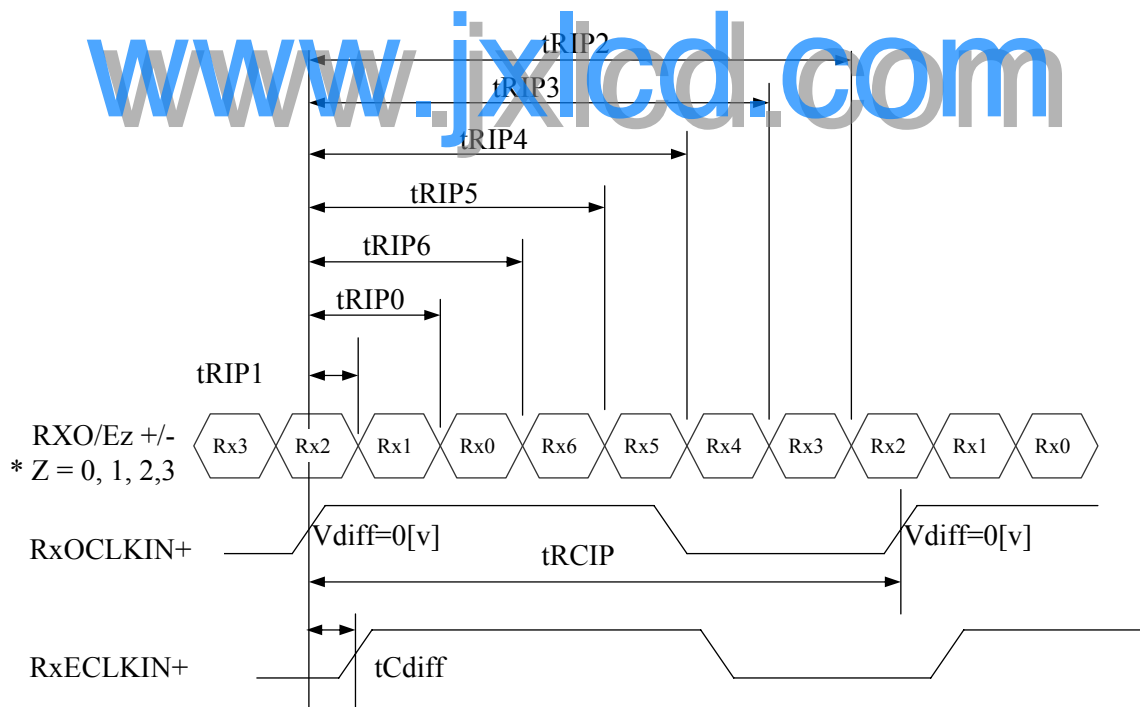 www.jxlcd.com
tRIP2
tRIP3
tRIP4
tRIP5
tRIP6
tRIP0
tRIP1
RXO/Ez +/-
* Z = 0, 1, 2,3
Rx3 Rx2 Rx1 Rx0 Rx6 Rx5 Rx4 Rx3 Rx2 Rx1 Rx0
RxOCLKIN+
Vdiff=0[v] Vdiff=0[v]
tRCIP
RxECLKIN+
tCdiff